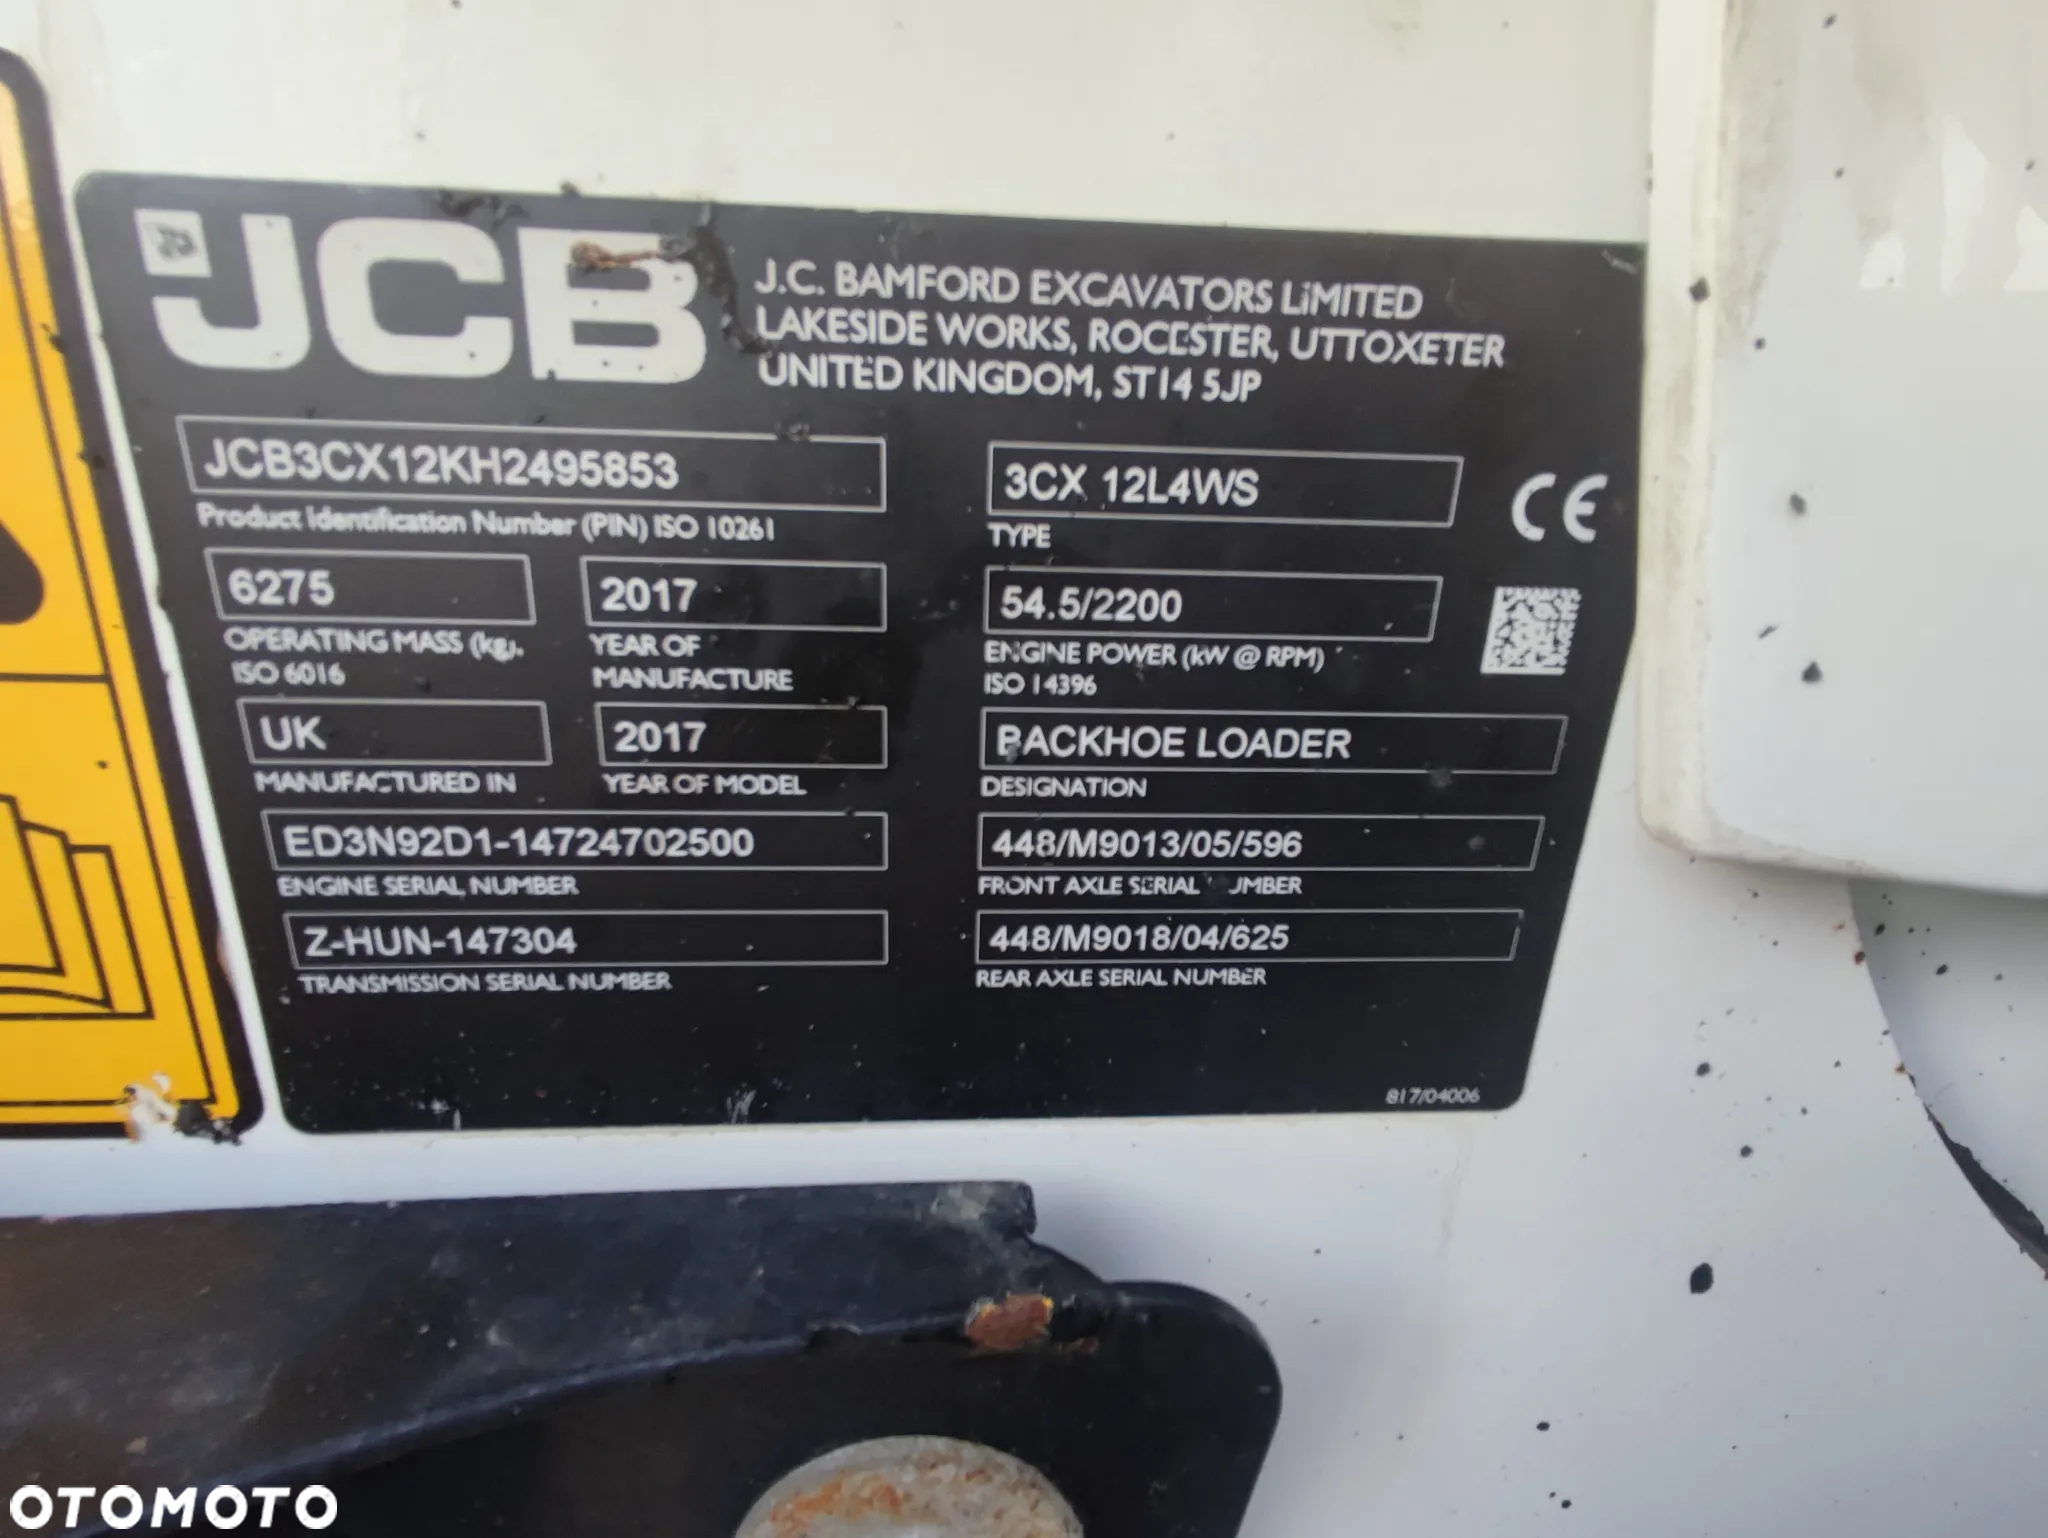 JCB
J.C. BAMFORD EXCAVATORS LIMITED
LAKESIDE WORKS, ROCESTER, UTTOXETER
UNITED KINGDOM, ST14 5JP
JCB3CX12KH2495853
Product Identification Number (PIN) ISO 10261
3CX 12L4WS
TYPE
CE
6275
OPERATING MASS (kg),
ISO 6016
2017
YEAR OF
MANUFACTURE
54.5/2200
ENGINE POWER (kW @ RPM)
ISO 14396
UK
MANUFACTURED IN
2017
YEAR OF MODEL
BACKHOE LOADER
DESIGNATION
ED3N92D1-14724702500
ENGINE SERIAL NUMBER
448/M9013/05/596
FRONT AXLE SERIAL NUMBER
Z-HUN-147304
TRANSMISSION SERIAL NUMBER
448/M9018/04/625
REAR AXLE SERIAL NUMBER
817/04006
OTOMOTO